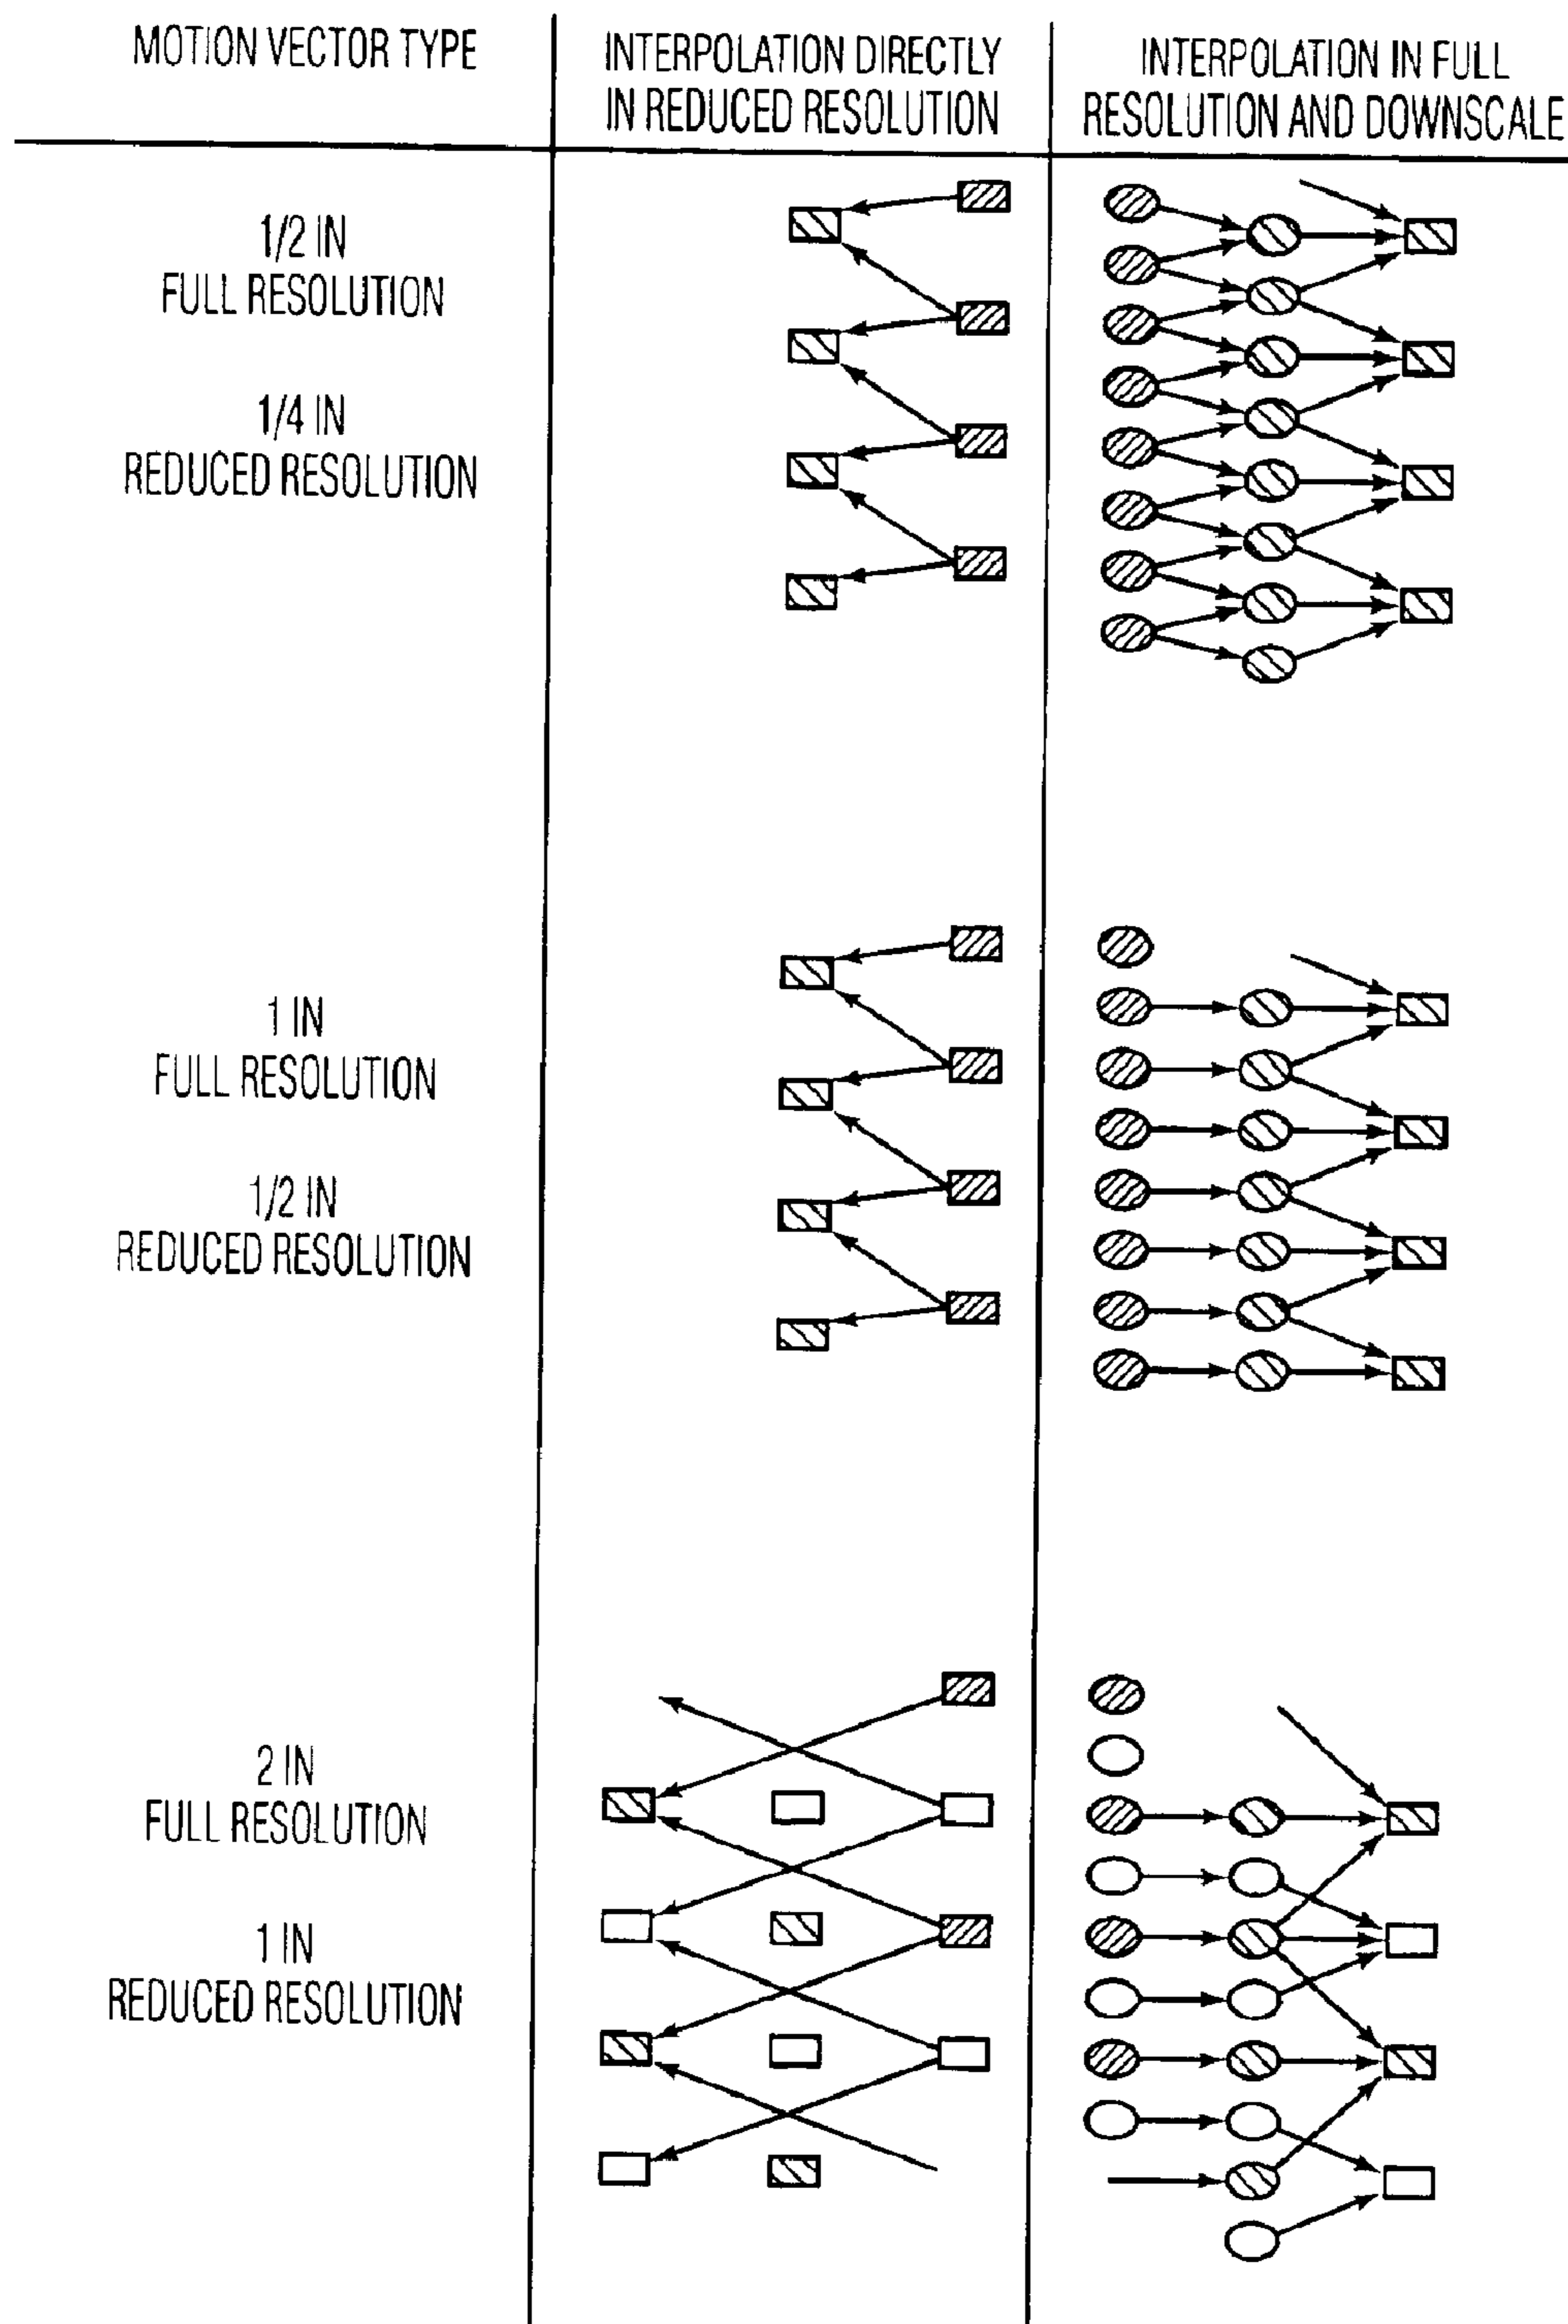 MOTION VECTOR TYPE
INTERPOLATION DIRECTLY
IN REDUCED RESOLUTION
INTERPOLATION IN FULL
RESOLUTION AND DOWNSCALE
1/2 IN
FULL RESOLUTION
1/4 IN
REDUCED RESOLUTION
1 IN
FULL RESOLUTION
1/2 IN
REDUCED RESOLUTION
2 IN
FULL RESOLUTION
1 IN
REDUCED RESOLUTION